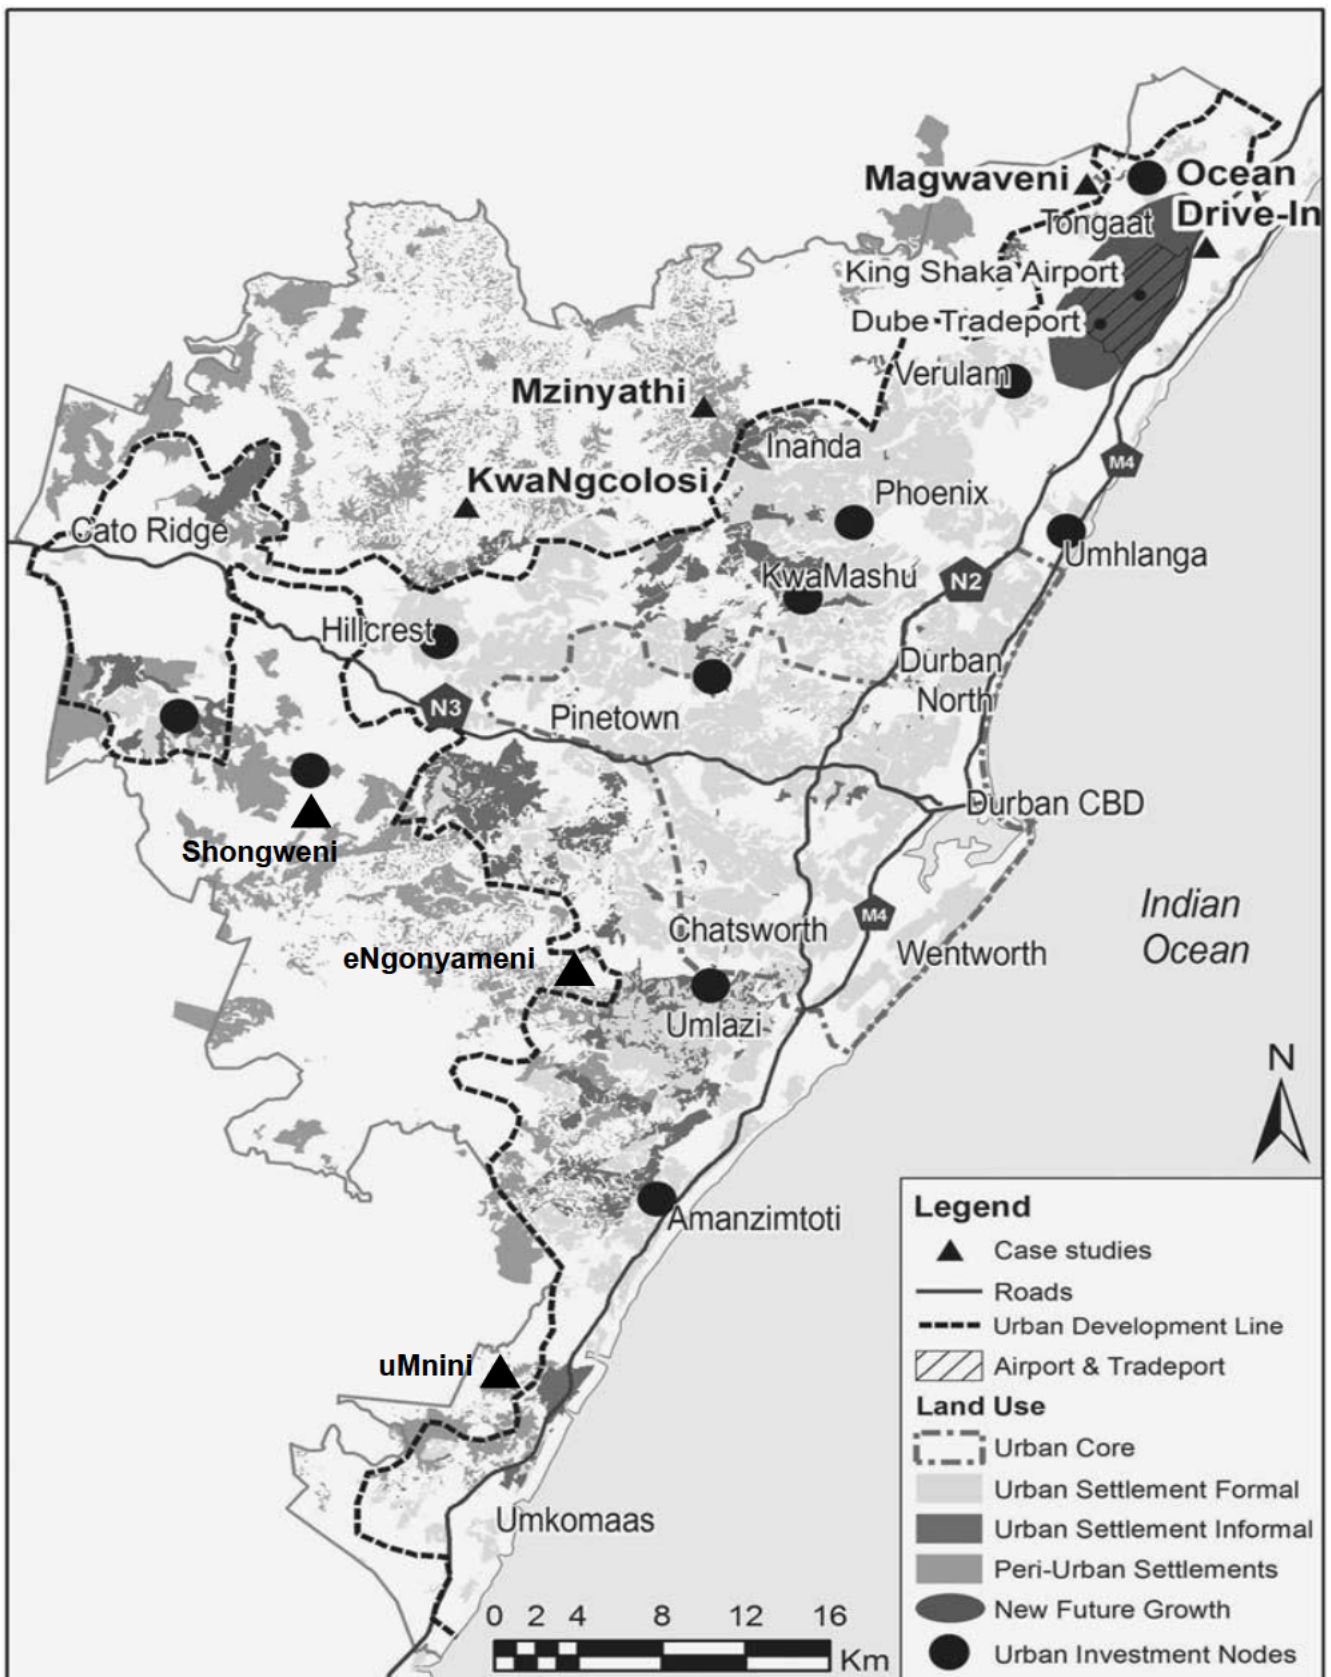 Magwaveni
Ocean
Drive-In
Tongaat
King Shaka Airport
Dube Tradeport
Verulam
Mzinyathi
Inanda
KwaNgcolosi
Phoenix
M4
Cato Ridge
Umhlanga
KwaMashu
N2
Hillcrest
Durban
North
N3
Pinetown
Durban CBD
Shongweni
Indian
Ocean
M4
Chatsworth
Wentworth
eNgonyameni
Umlazi
N
Amanzimtoti
uMnini
Umkomaas
Legend
Case studies
Roads
Urban Development Line
Airport & Tradeport
Land Use
Urban Core
Urban Settlement Formal
Urban Settlement Informal
Peri-Urban Settlements
New Future Growth
Urban Investment Nodes
0 2 4 8 12 16
Km